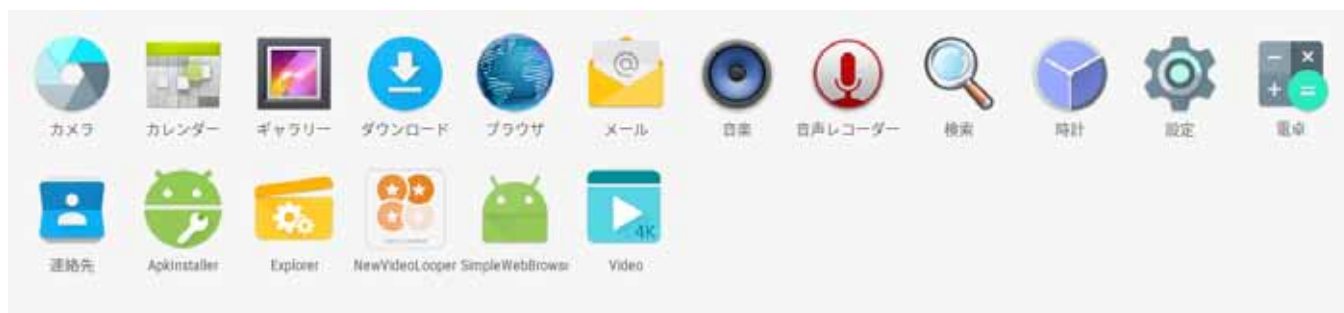 @
カメラ カレンダー ギャラリー ダウンロード ブラウザ メール 音楽 音声レコーダー 検索 時計 設定 電卓
4K
連絡先 ApkInstaller Explorer NewVideoLooper SimpleWebBrowse Video